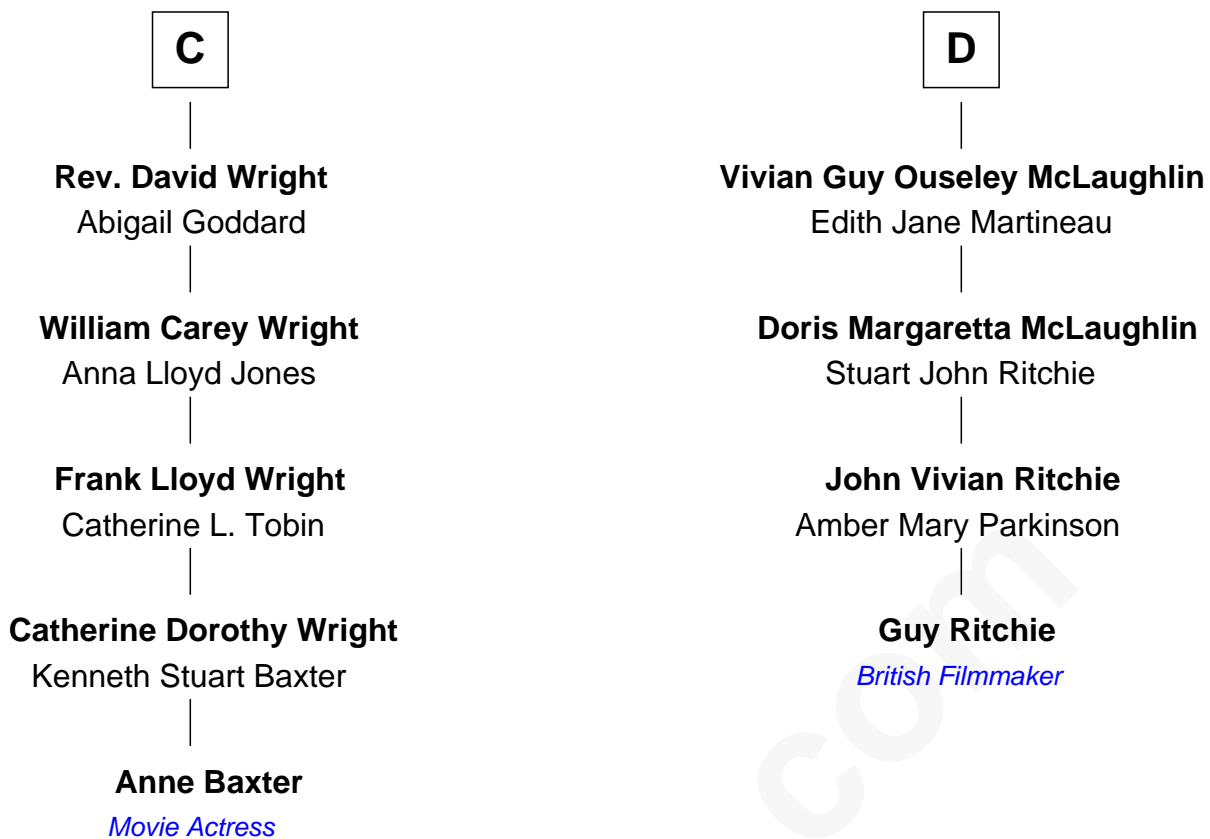 C
Rev. David Wright
Abigail Goddard
William Carey Wright
Anna Lloyd Jones
Frank Lloyd Wright
Catherine L. Tobin
Catherine Dorothy Wright
Kenneth Stuart Baxter
Anne Baxter
Movie Actress
D
Vivian Guy Ouseley McLaughlin
Edith Jane Martineau
Doris Margaretta McLaughlin
Stuart John Ritchie
John Vivian Ritchie
Amber Mary Parkinson
Guy Ritchie
British Filmmaker
com